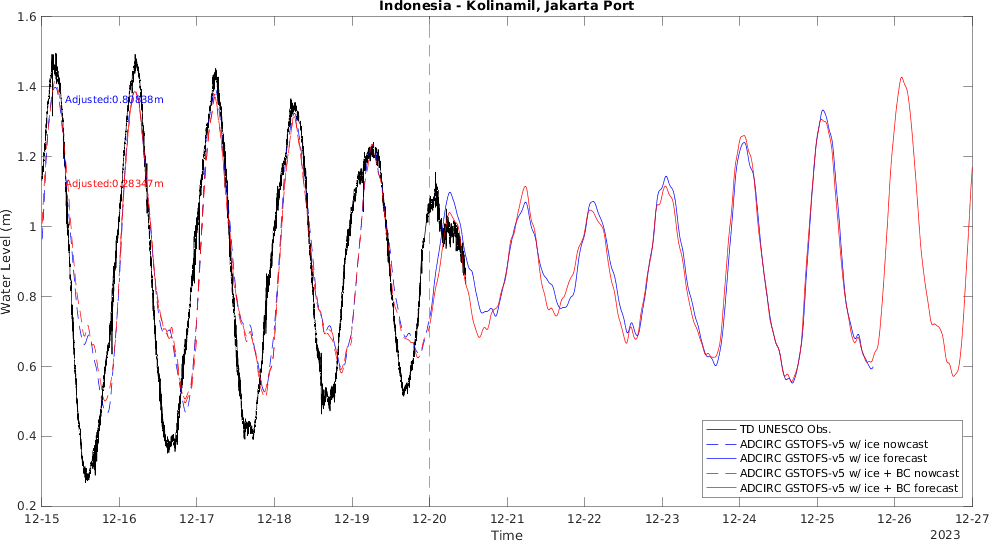 Indonesia - Kolinamil, Jakarta Port
1.6
1.4
1.2
1
0.8
0.6
0.4
0.2
Water Level (m)
Adjusted:0.80838m
Adjusted:0.28347m
TD UNESCO Obs.
ADCIRC GSTOFS-v5 w/ ice nowcast
ADCIRC GSTOFS-v5 w/ ice forecast
ADCIRC GSTOFS-v5 w/ ice + BC nowcast
ADCIRC GSTOFS-v5 w/ ice + BC forecast
12-15 12-16 12-17 12-18 12-19 12-20 12-21 12-22 12-23 12-24 12-25 12-26 12-27
Time
2023